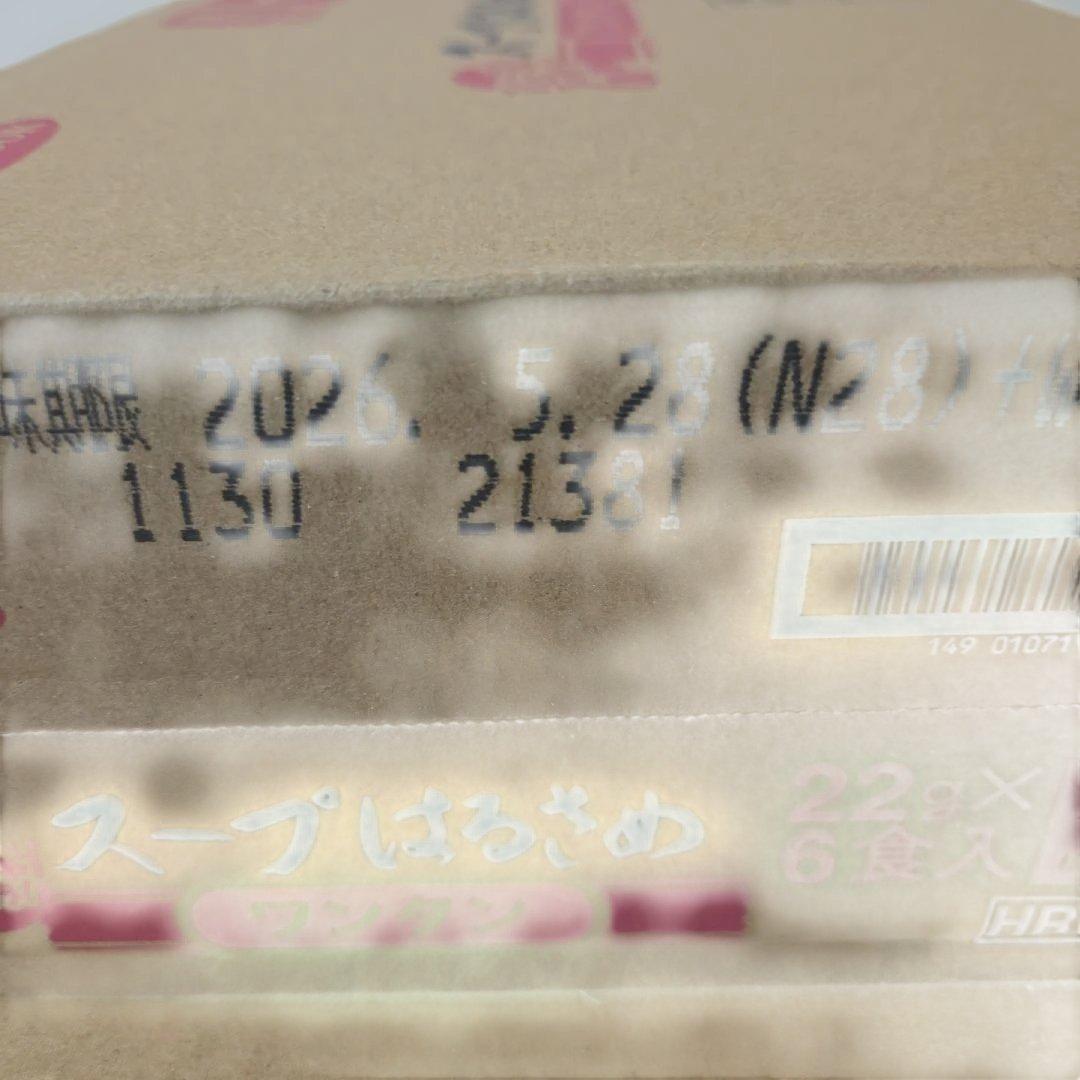 味期限 2026. 5.28 (N28)
1130 21381
149 01071
スープはるさめ
22g×
6食入
ワンタン